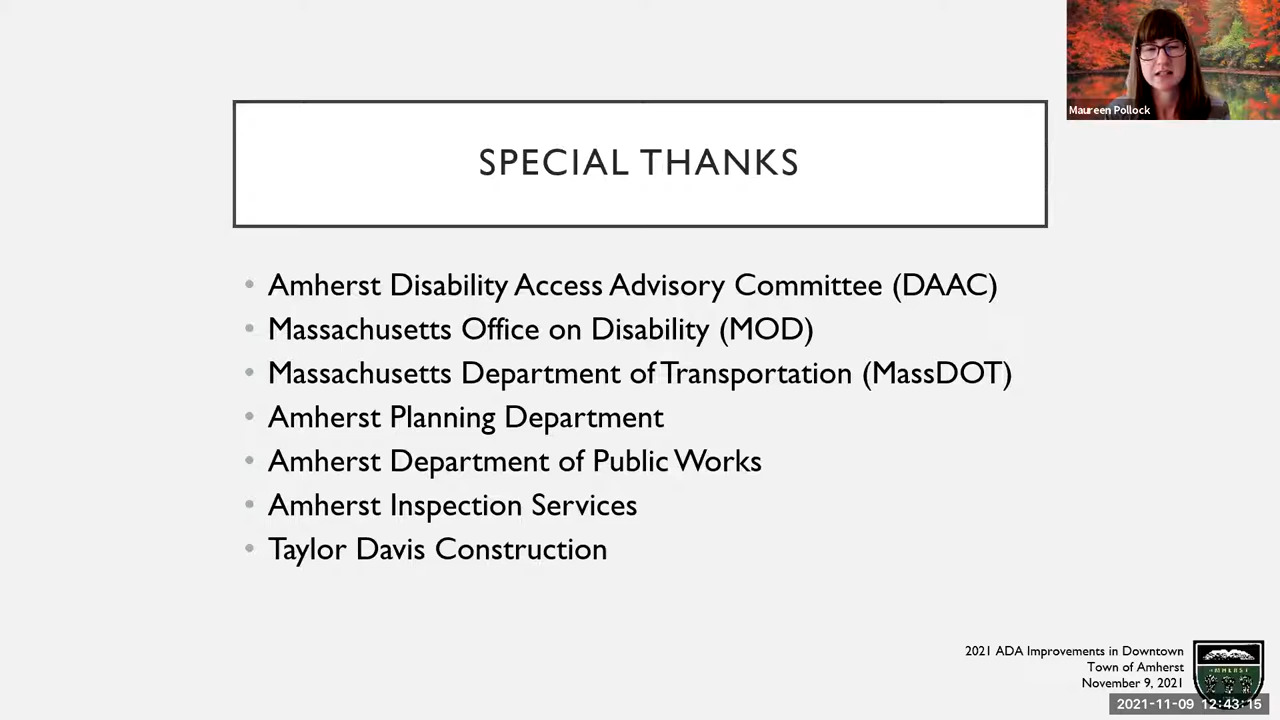 Maureen Pollock
SPECIAL THANKS
• Amherst Disability Access Advisory Committee (DAAC)
• Massachusetts Office on Disability (MOD)
• Massachusetts Department of Transportation (MassDOT)
• Amherst Planning Department
• Amherst Department of Public Works
• Amherst Inspection Services
• Taylor Davis Construction
2021 ADA Improvements in Downtown
Town of Amherst
November 9, 2021
AMHERST
2021-11-09 12:43:15